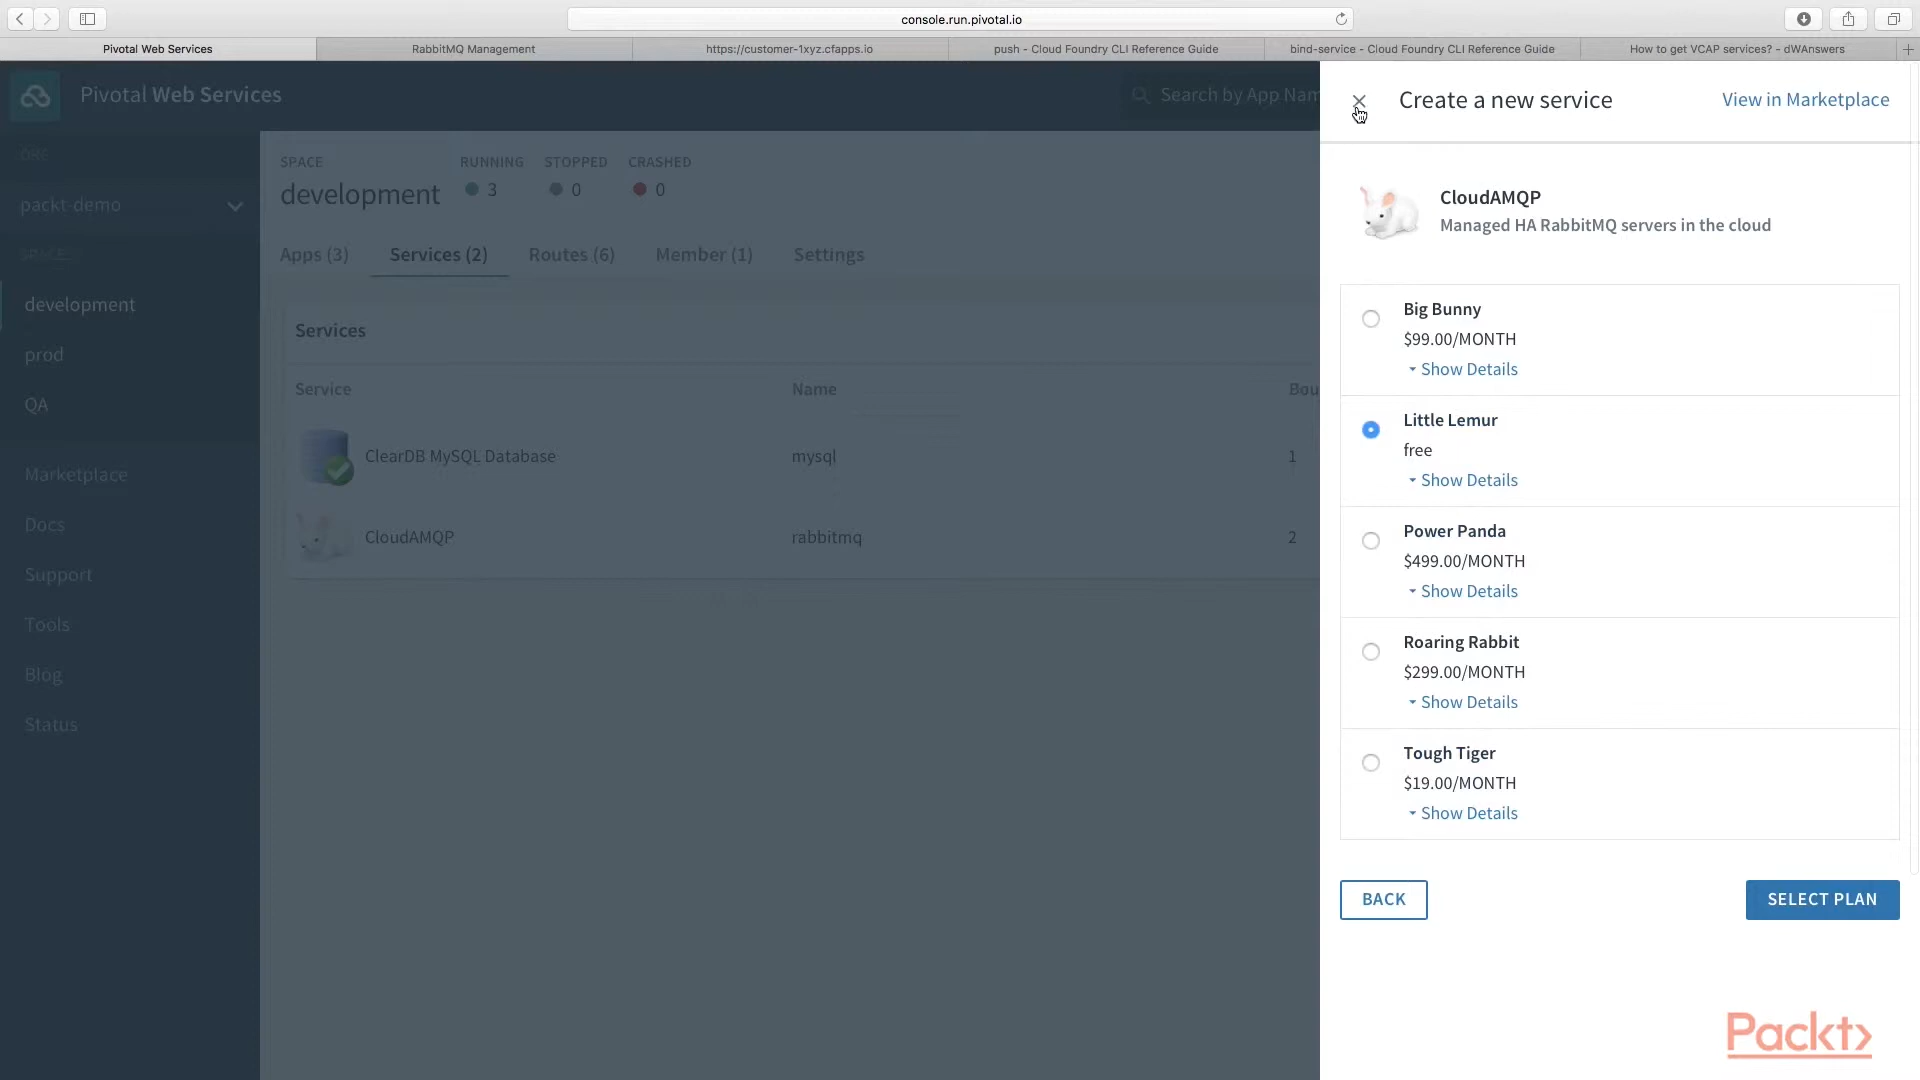 console.run.pivotal.io
Pivotal Web Services
RabbitMQ Management
https://customer-1xyz.cfapps.io
push - Cloud Foundry CLI Reference Guide
bind-service - Cloud Foundry CLI Reference Guide
How to get VCAP services? - dWAnswers
Pivotal Web Services
Search by App Nam
ORG
packt-demo
SPACES
development
prod
QA
Marketplace
Docs
Support
Tools
Blog
Status
SPACE
development
RUNNING
3
STOPPED
0
CRASHED
0
Apps (3)
Services (2)
Routes (6)
Member (1)
Settings
Services
Service
Name
Bou
ClearDB MySQL Database
mysql
1
CloudAMQP
rabbitmq
2
Create a new service
View in Marketplace
CloudAMQP
Managed HA RabbitMQ servers in the cloud
Big Bunny
$99.00/MONTH
Show Details
Little Lemur
free
Show Details
Power Panda
$499.00/MONTH
Show Details
Roaring Rabbit
$299.00/MONTH
Show Details
Tough Tiger
$19.00/MONTH
Show Details
BACK
SELECT PLAN
Packt>